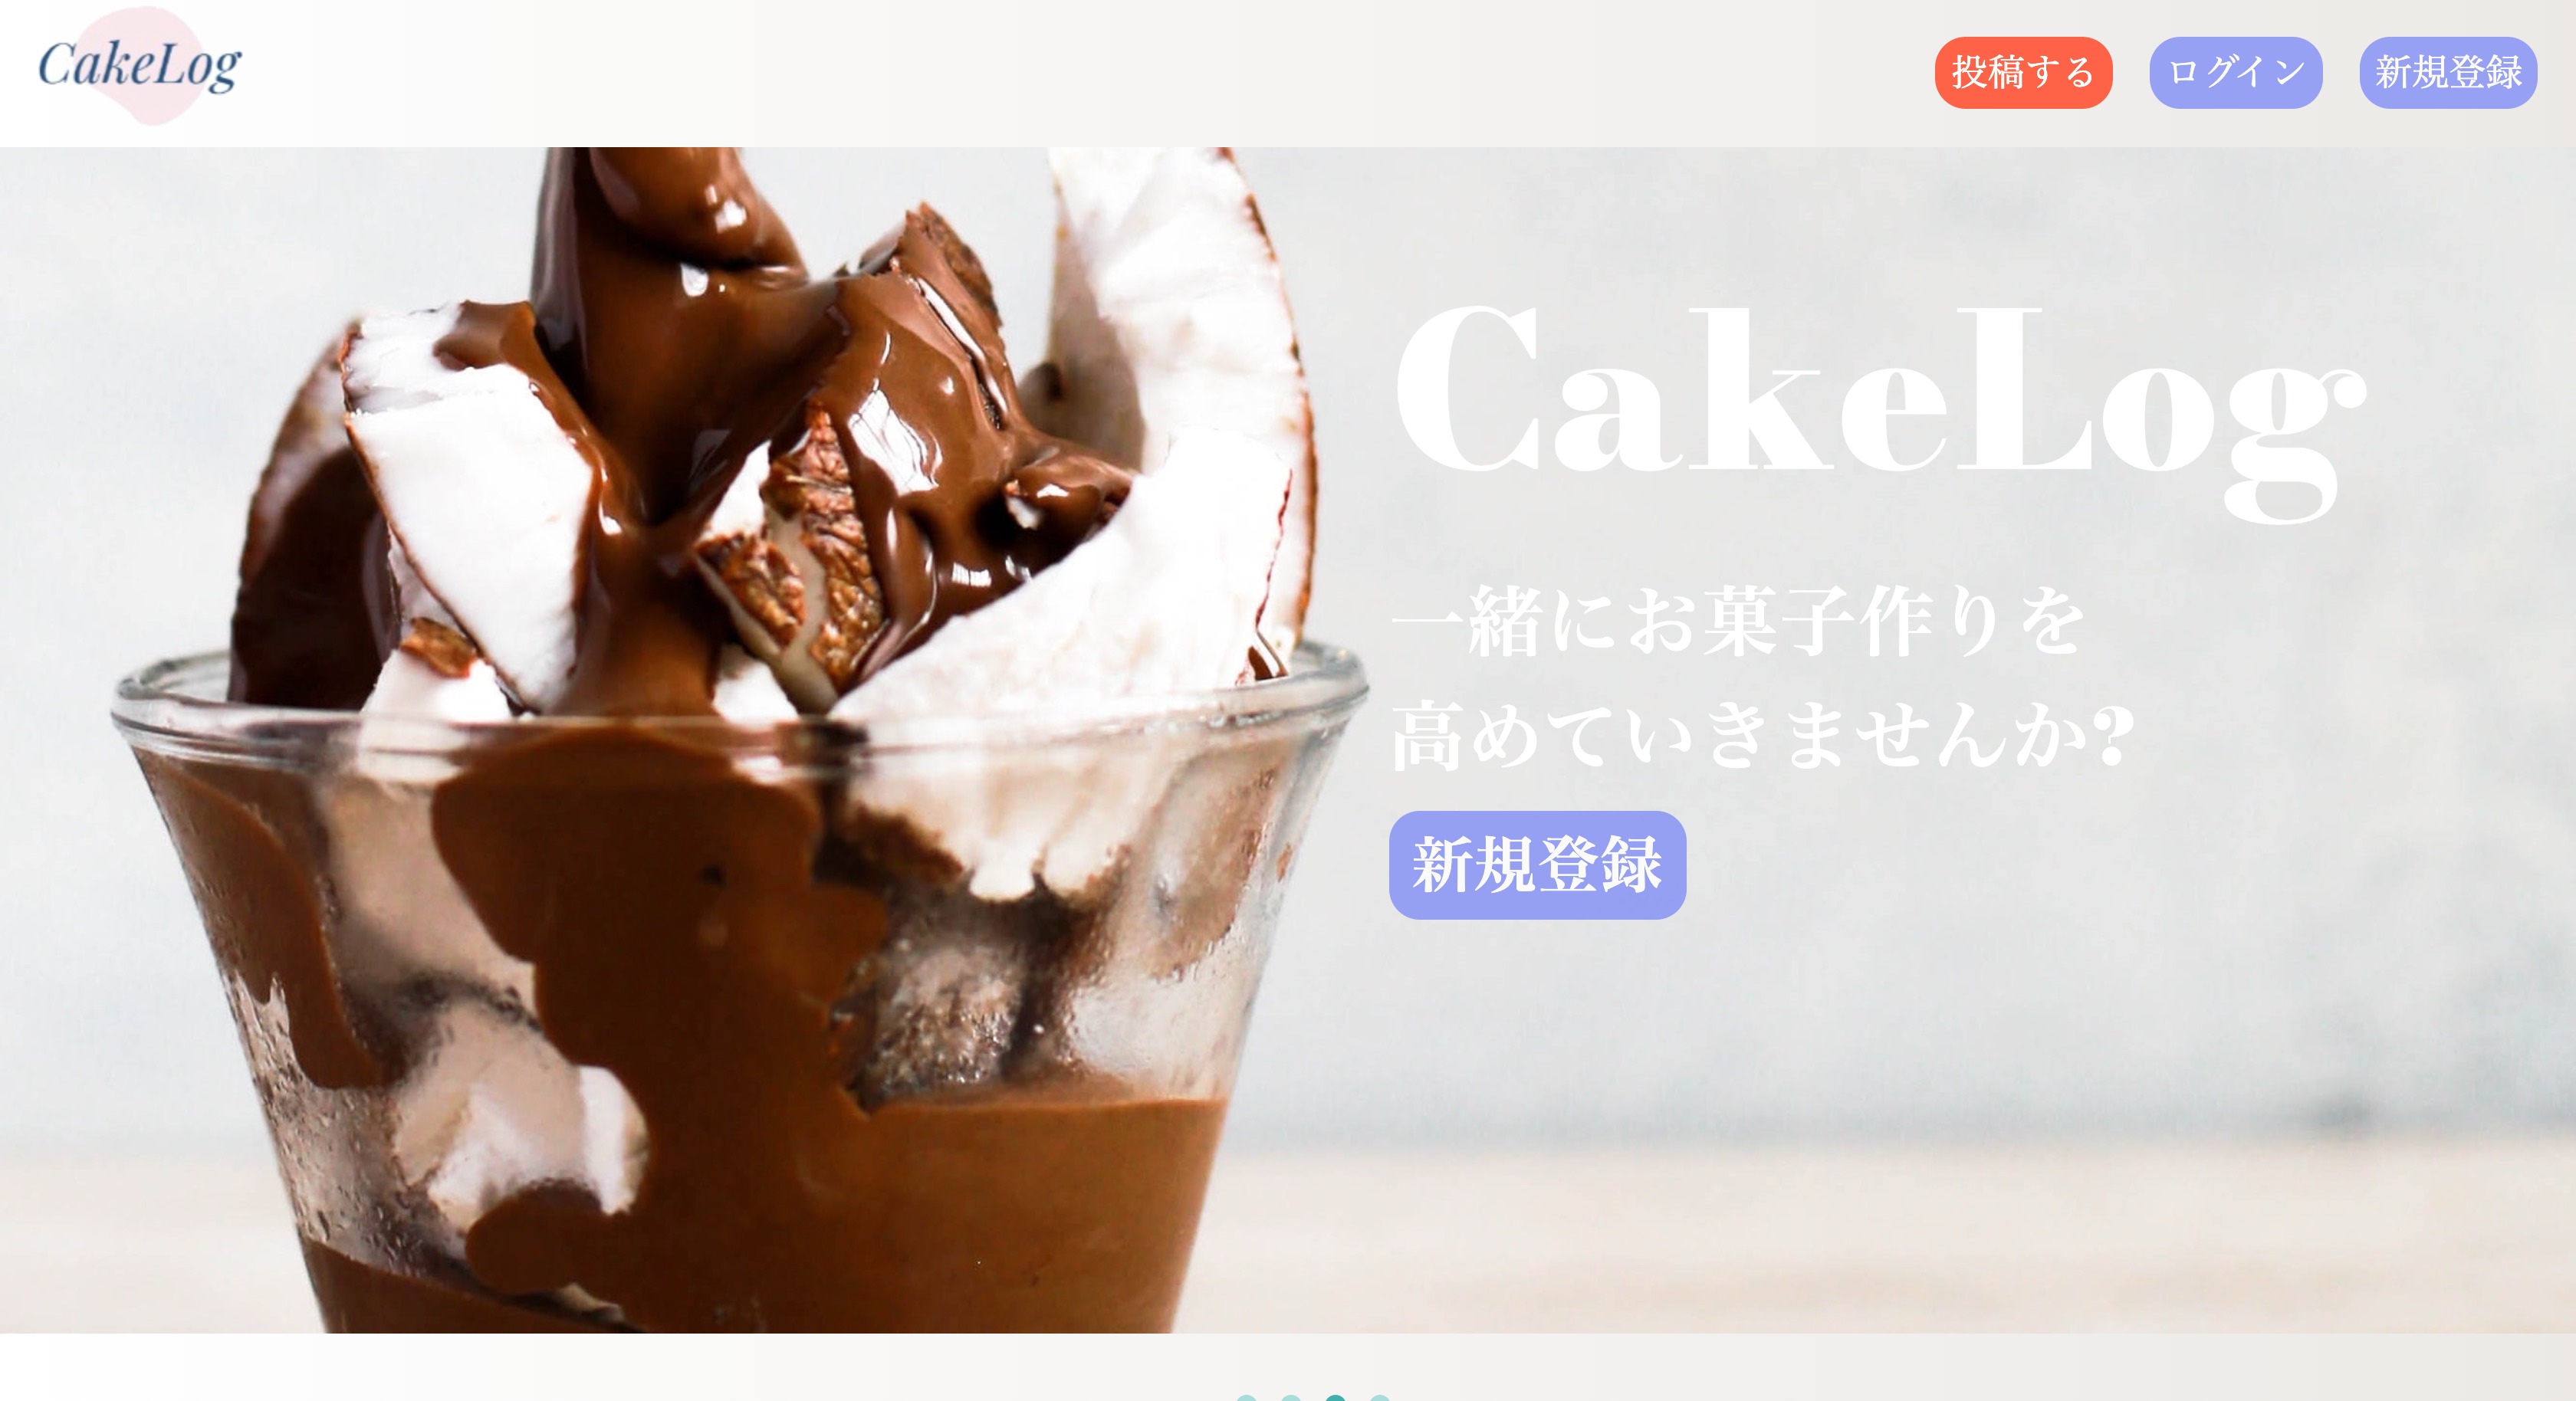 CakeLog
投稿する
ログイン
新規登録
CakeLog
一緒にお菓子作りを
高めていきませんか?
新規登録